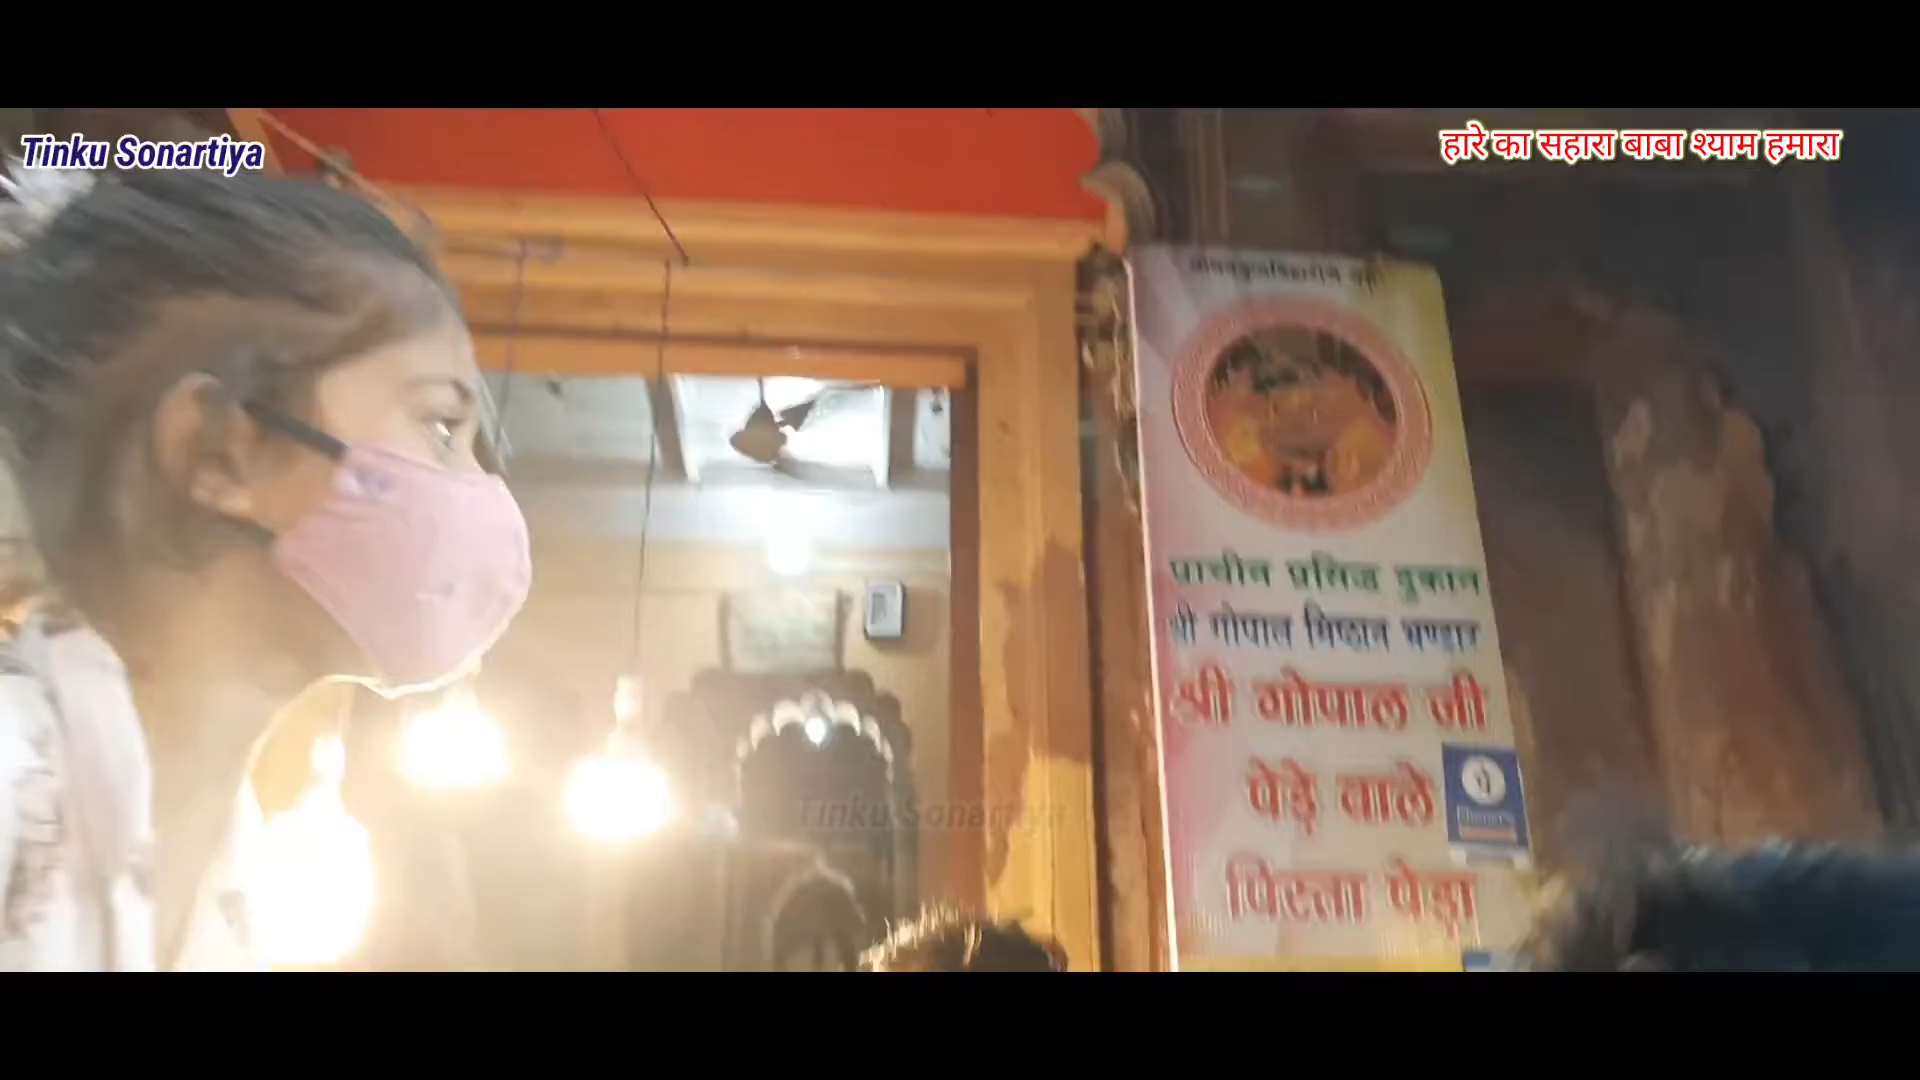 Tinku Sonartiya
हारे का सहारा बाबा श्याम हमारा
प्राचीन प्रसिद्ध दुकान
श्री गोपाल मिष्ठान भण्डार
श्री गोपाल जी
पेड़े वाले
पिस्ता पेड़ा
Tinku Sonartiya